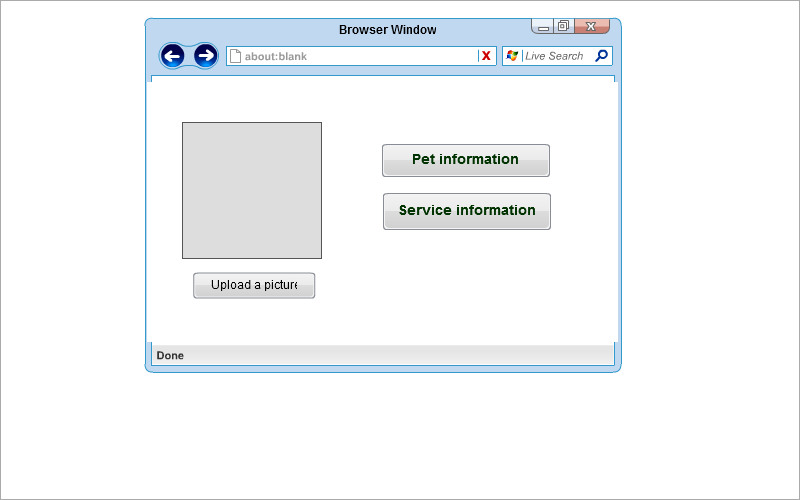 Browser Window
about:blank
X
Live Search
Pet information
Service information
Upload a picture
Done